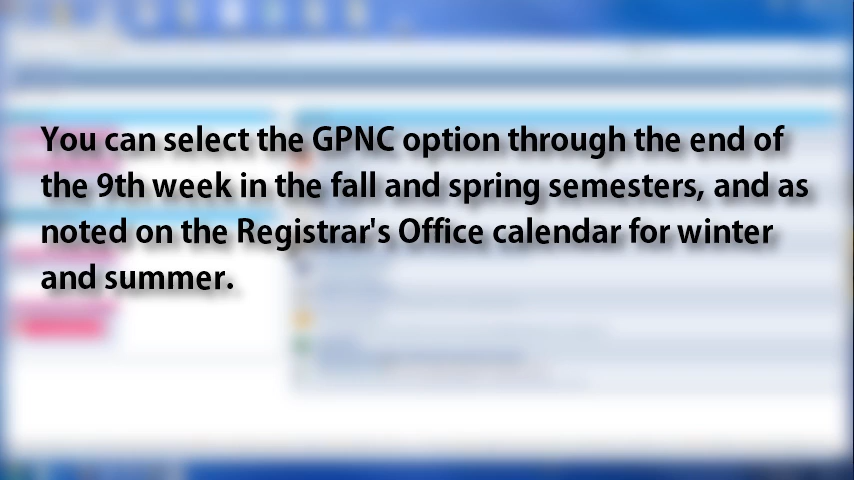 You can select the GPNC option through the end of
the 9th week in the fall and spring semesters, and as
noted on the Registrar's Office calendar for winter
and summer.